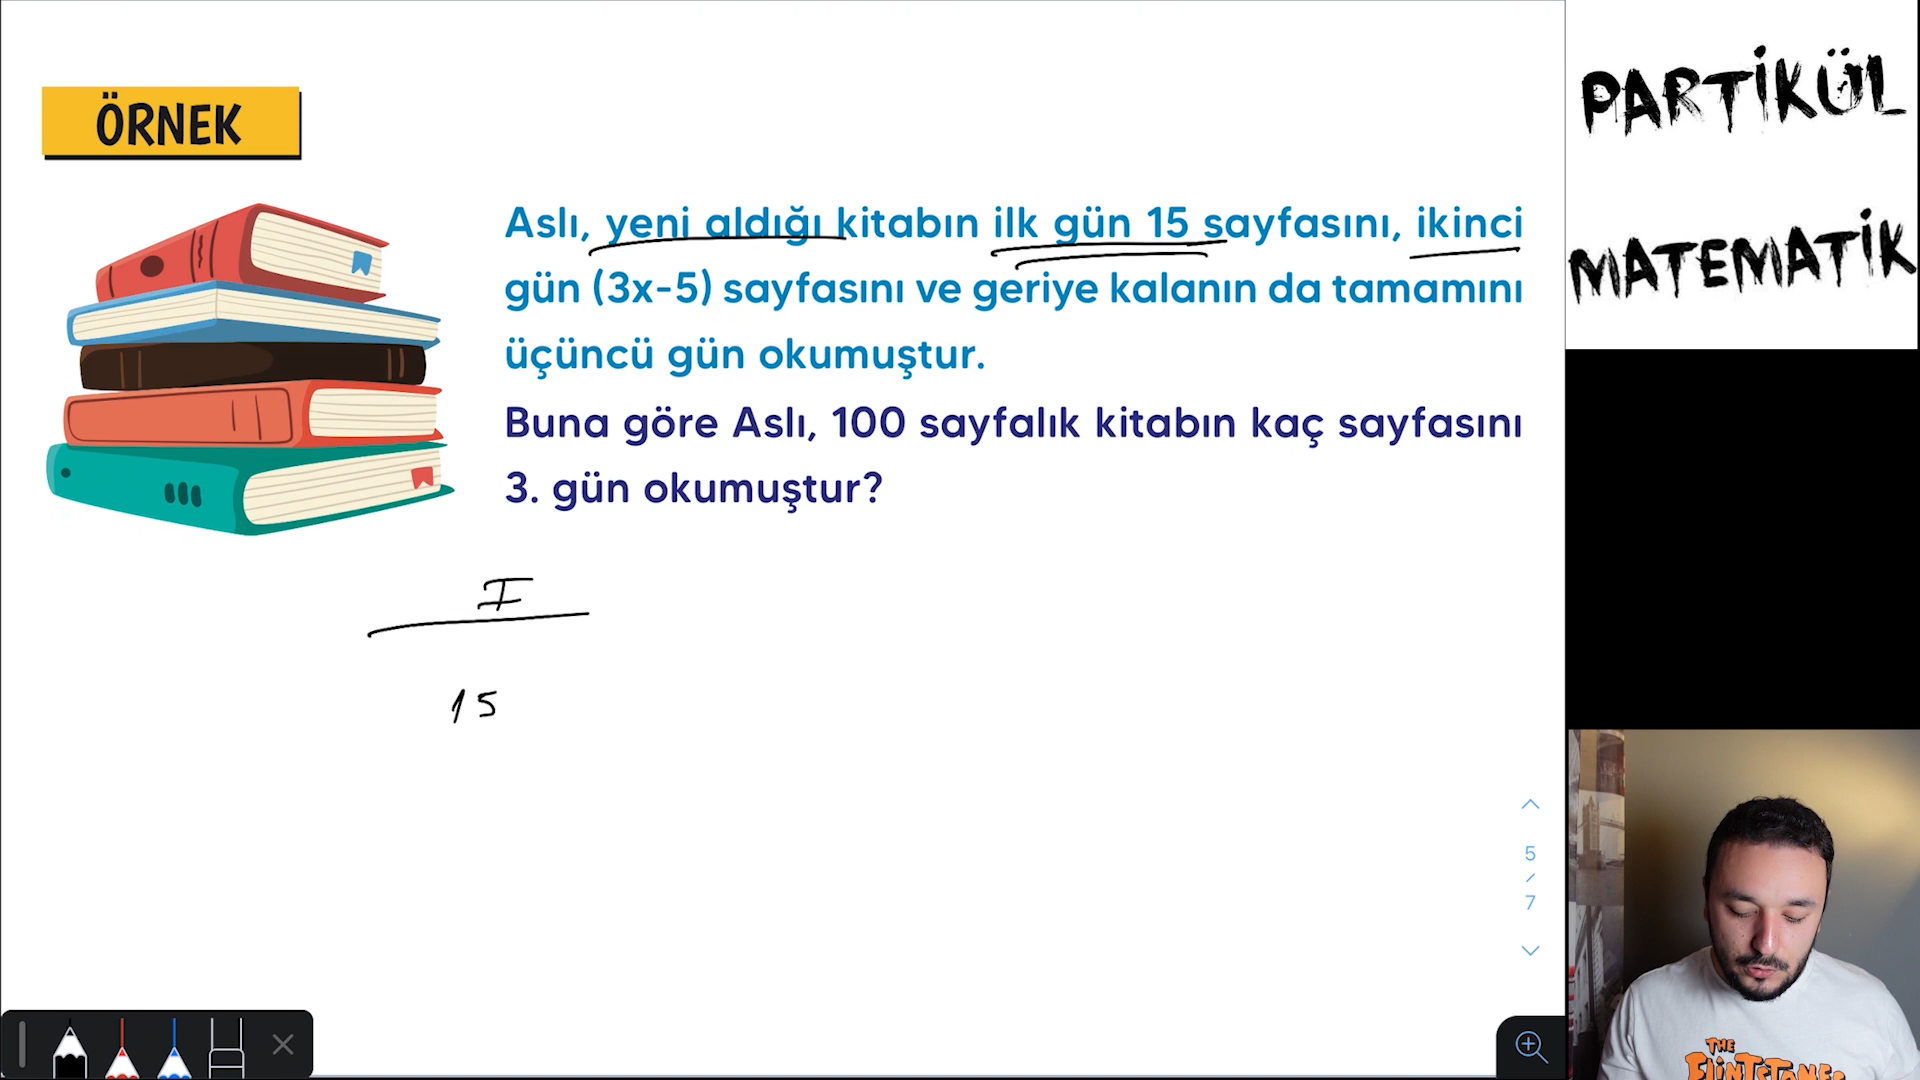 ÖRNEK
Aslı, yeni aldığı kitabın ilk gün 15 sayfasını, ikinci
gün (3x-5) sayfasını ve geriye kalanın da tamamını
üçüncü gün okumuştur.
Buna göre Aslı, 100 sayfalık kitabın kaç sayfasını
3. gün okumuştur?
I
15
PARTİKÜL
MATEMATİK
5
/
7
THE
FLINTSTONES